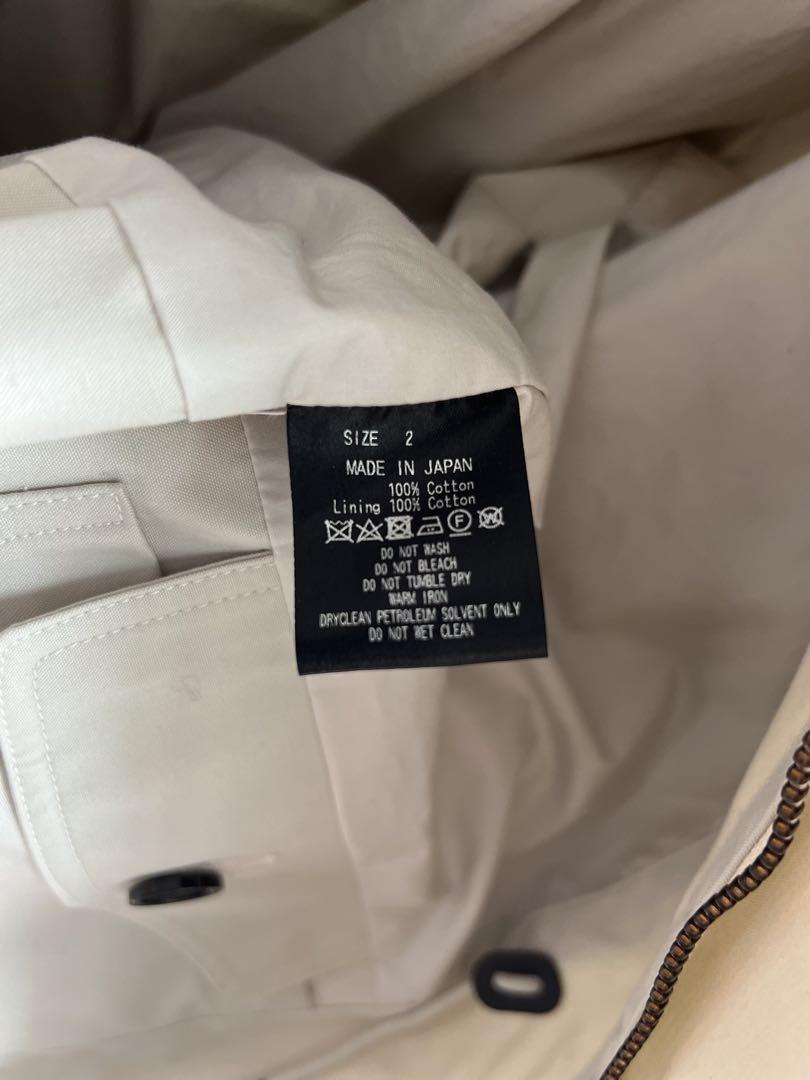 SIZE 2
MADE IN JAPAN
100% Cotton
Lining 100% Cotton
F W
DO NOT WASH
DO NOT BLEACH
DO NOT TUMBLE DRY
WARM IRON
DRYCLEAN PETROLEUM SOLVENT ONLY
DO NOT WET CLEAN